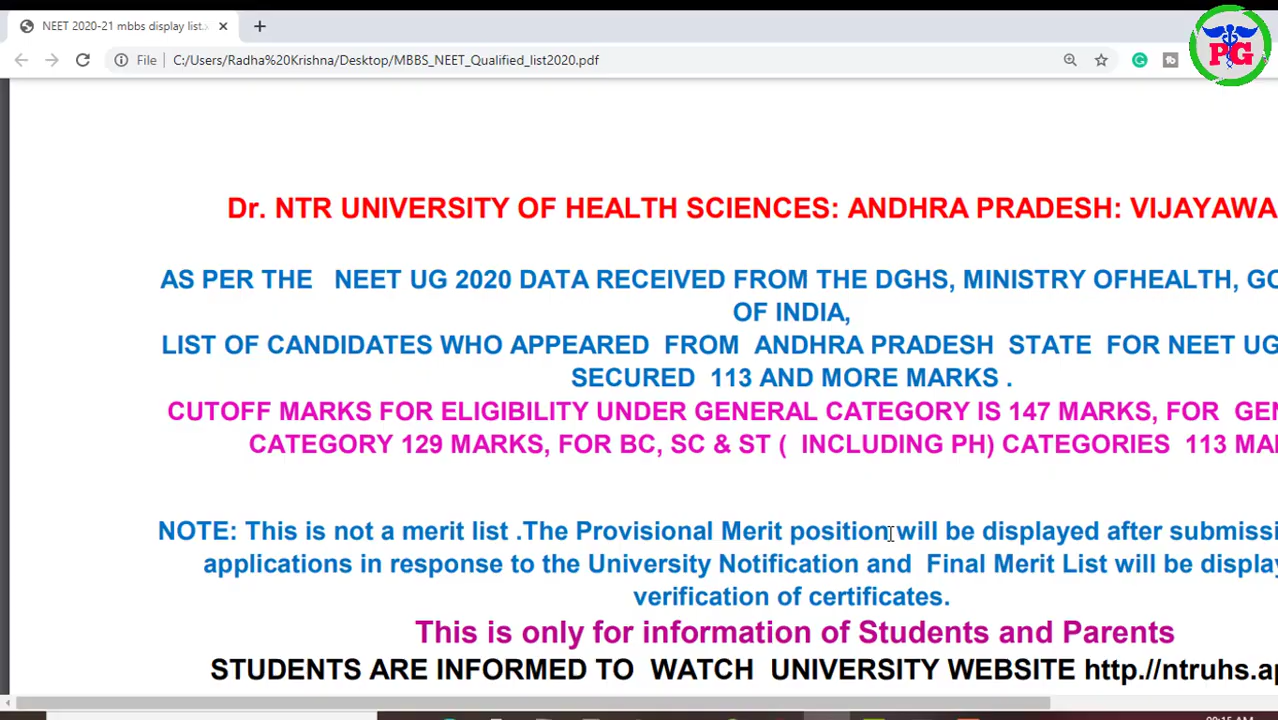 NEET 2020-21 mbbs display list.
File C:/Users/Radha%20Krishna/Desktop/MBBS_NEET_Qualified_list2020.pdf
PG
Dr. NTR UNIVERSITY OF HEALTH SCIENCES: ANDHRA PRADESH: VIJAYAWA
AS PER THE NEET UG 2020 DATA RECEIVED FROM THE DGHS, MINISTRY OFHEALTH, GO
OF INDIA,
LIST OF CANDIDATES WHO APPEARED FROM ANDHRA PRADESH STATE FOR NEET UG
SECURED 113 AND MORE MARKS .
CUTOFF MARKS FOR ELIGIBILITY UNDER GENERAL CATEGORY IS 147 MARKS, FOR GEN
CATEGORY 129 MARKS, FOR BC, SC & ST ( INCLUDING PH) CATEGORIES 113 MA
NOTE: This is not a merit list .The Provisional Merit position will be displayed after submissi
applications in response to the University Notification and Final Merit List will be displa
verification of certificates.
This is only for information of Students and Parents
STUDENTS ARE INFORMED TO WATCH UNIVERSITY WEBSITE http.//ntruhs.ap